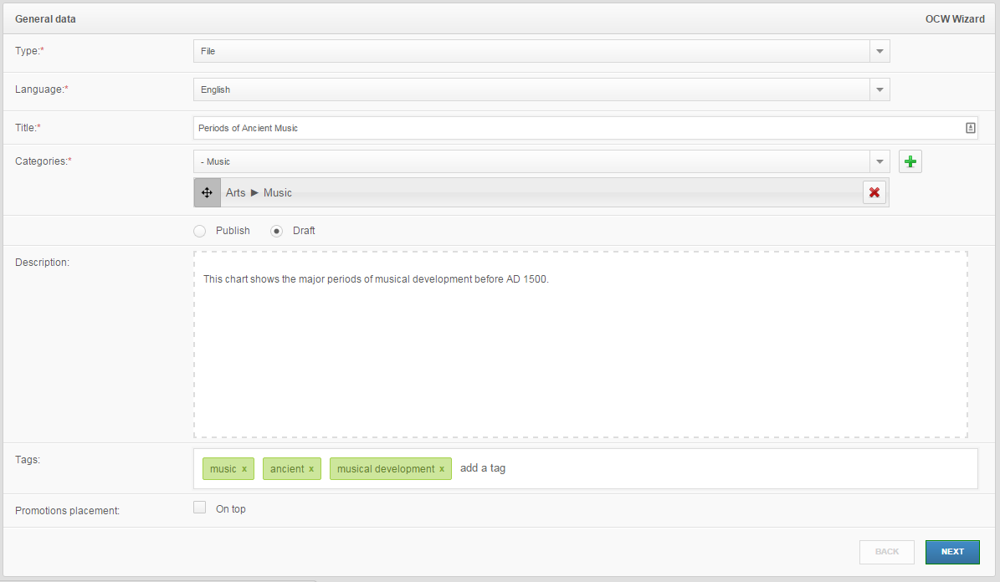 General data OCW Wizard
Type:* File
Language:* English
Title:* Periods of Ancient Music
Categories:* - Music
Arts ► Music
Publish Draft
Description:
This chart shows the major periods of musical development before AD 1500.
Tags: music x ancient x musical development x add a tag
Promotions placement: On top
BACK NEXT